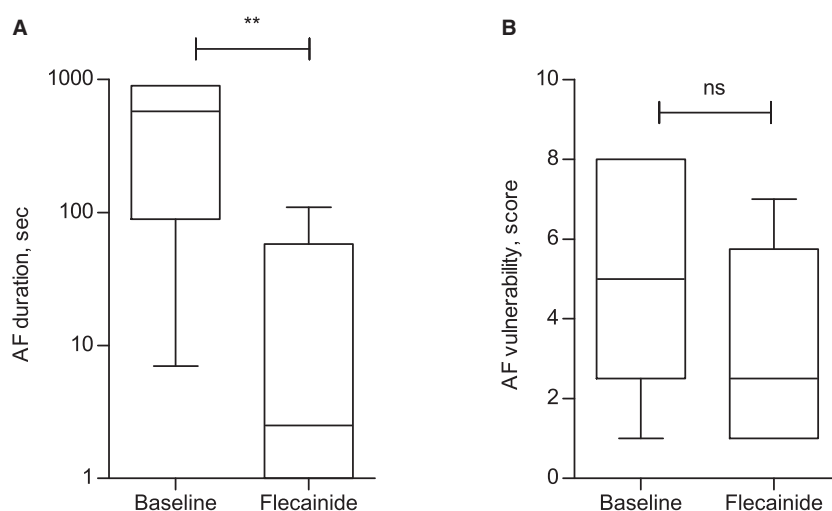 A
**
1000
100
10
1
AF duration, sec
Baseline Flecainide
B
ns
10
8
6
4
2
0
AF vulnerability, score
Baseline Flecainide